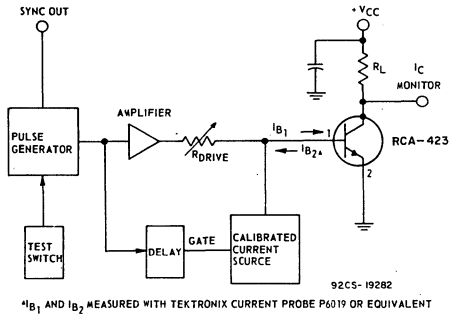 SYNC OUT
+ VCC
RL
IC
MONITOR
AMPLIFIER
PULSE
GENERATOR
RDRIVE
IB1
IB2▲
1
2
RCA-423
TEST
SWITCH
DELAY
GATE
CALIBRATED
CURRENT
SOURCE
92CS-19282
▲IB1 AND IB2 MEASURED WITH TEKTRONIX CURRENT PROBE P6019 OR EQUIVALENT